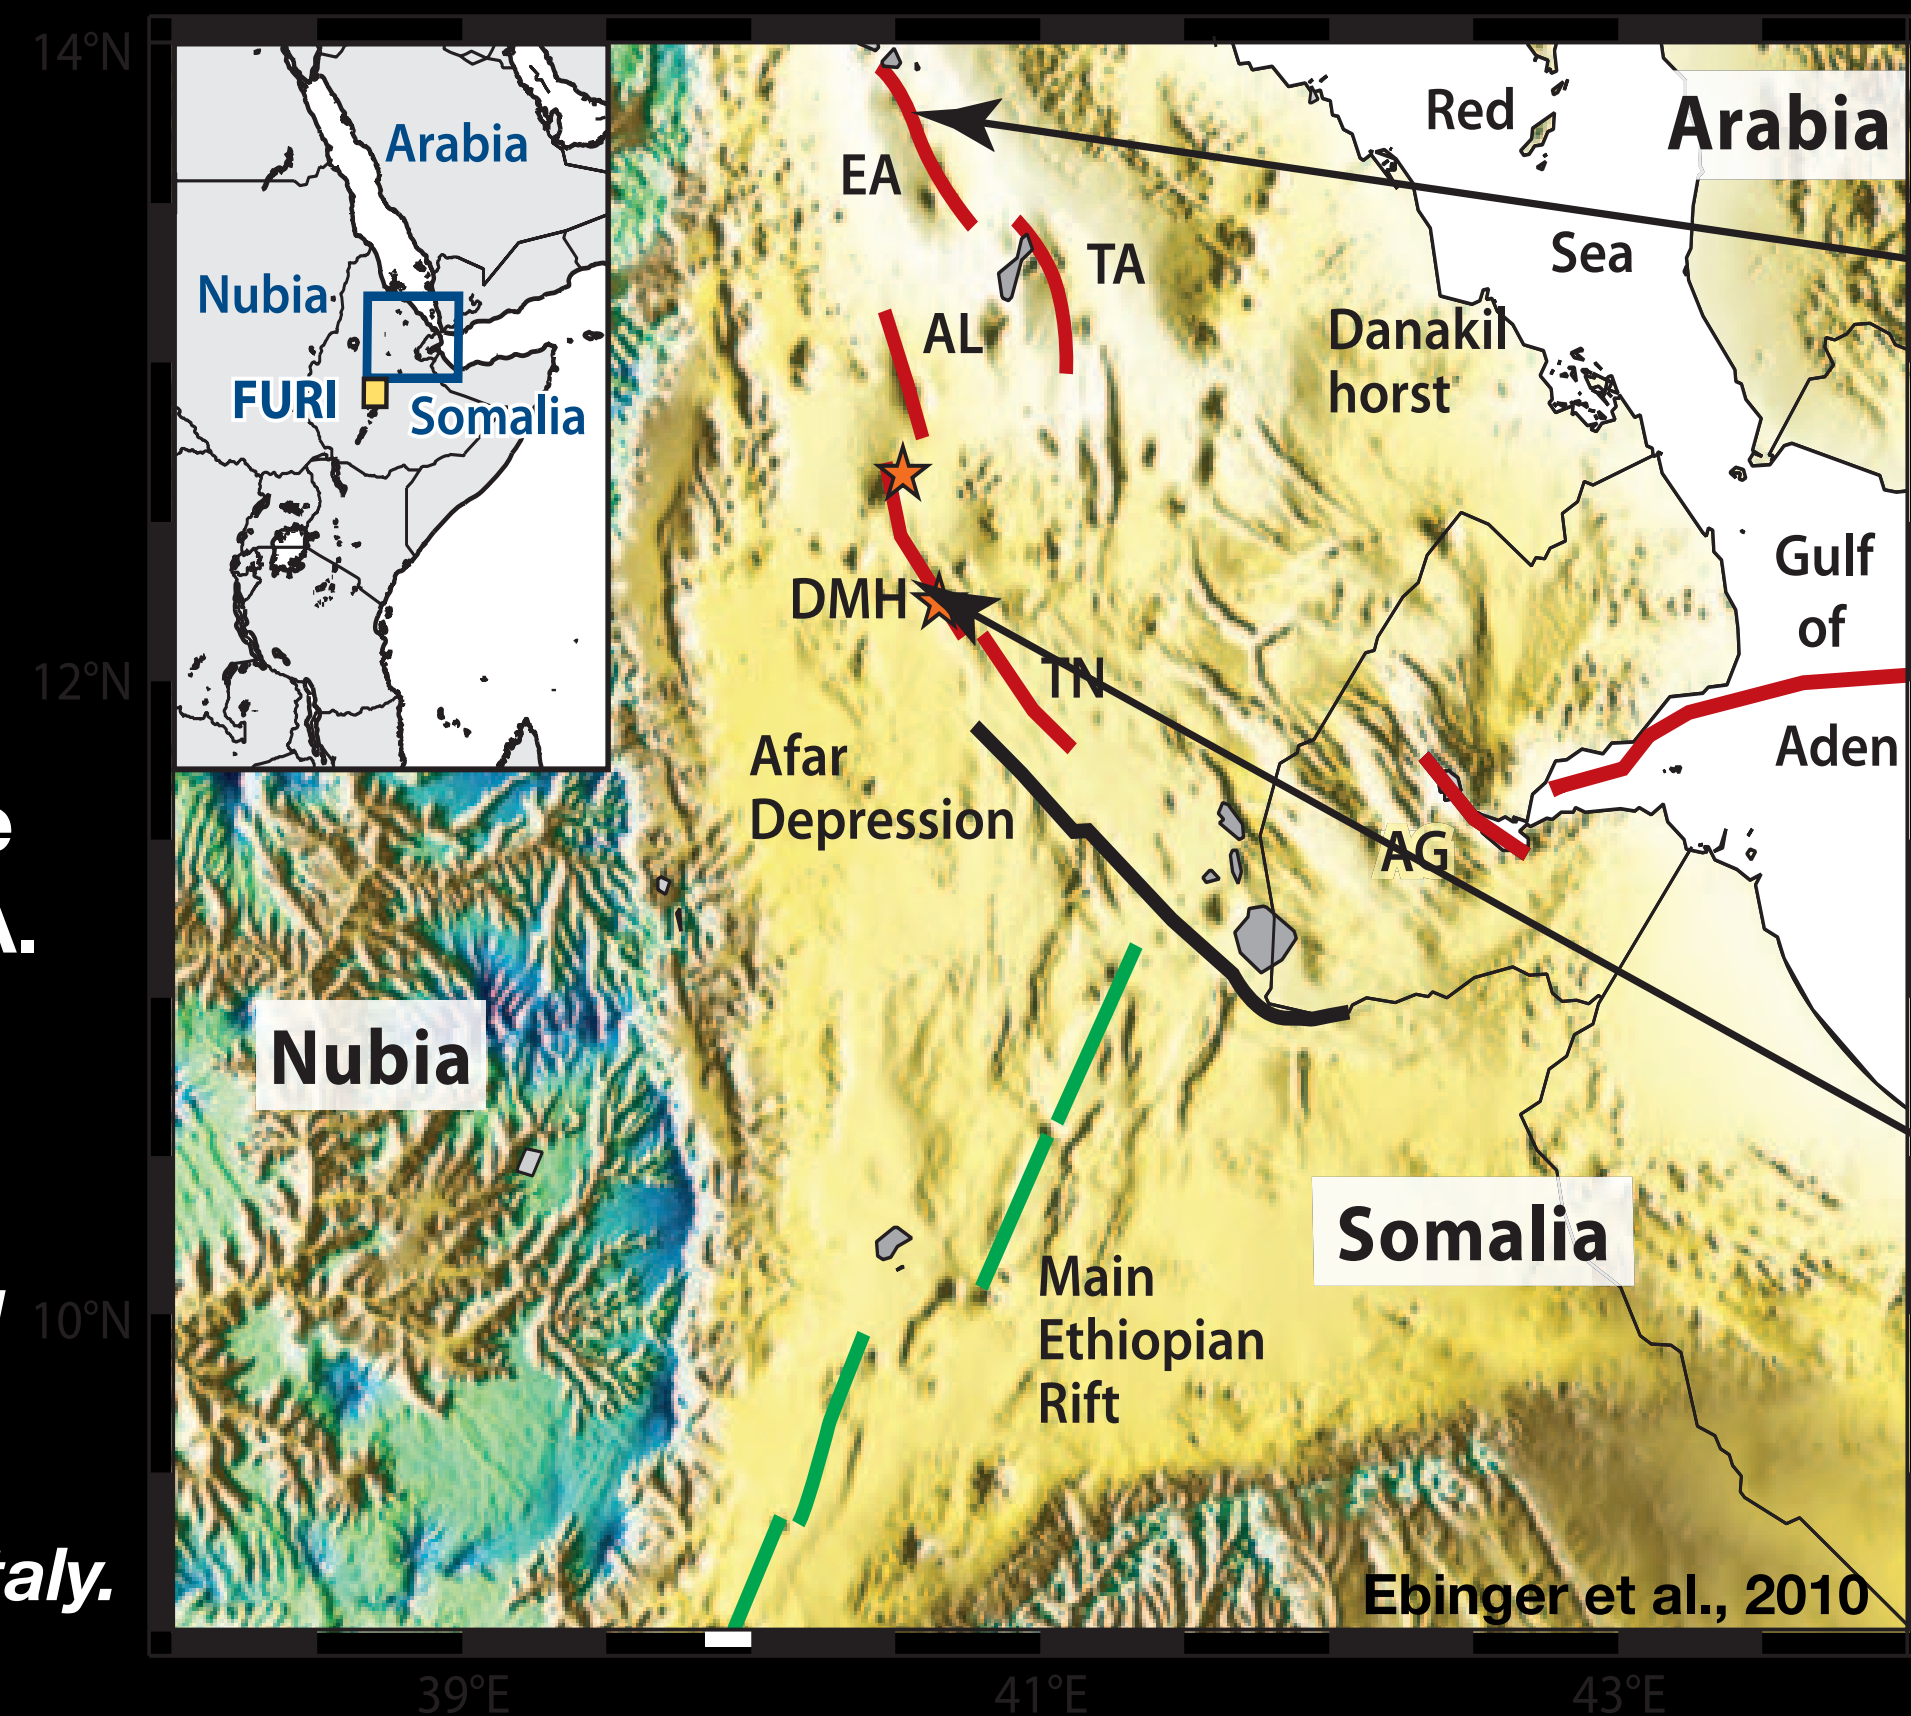 14°N
12°N
10°N
39°E
41°E
43°E
Arabia
Nubia
FURI
Somalia
EA
TA
AL
DMH
TN
AG
Red
Sea
Arabia
Danakil
horst
Gulf
of
Aden
Afar
Depression
Nubia
Somalia
Main
Ethiopian
Rift
Ebinger et al., 2010
e
A.
taly.